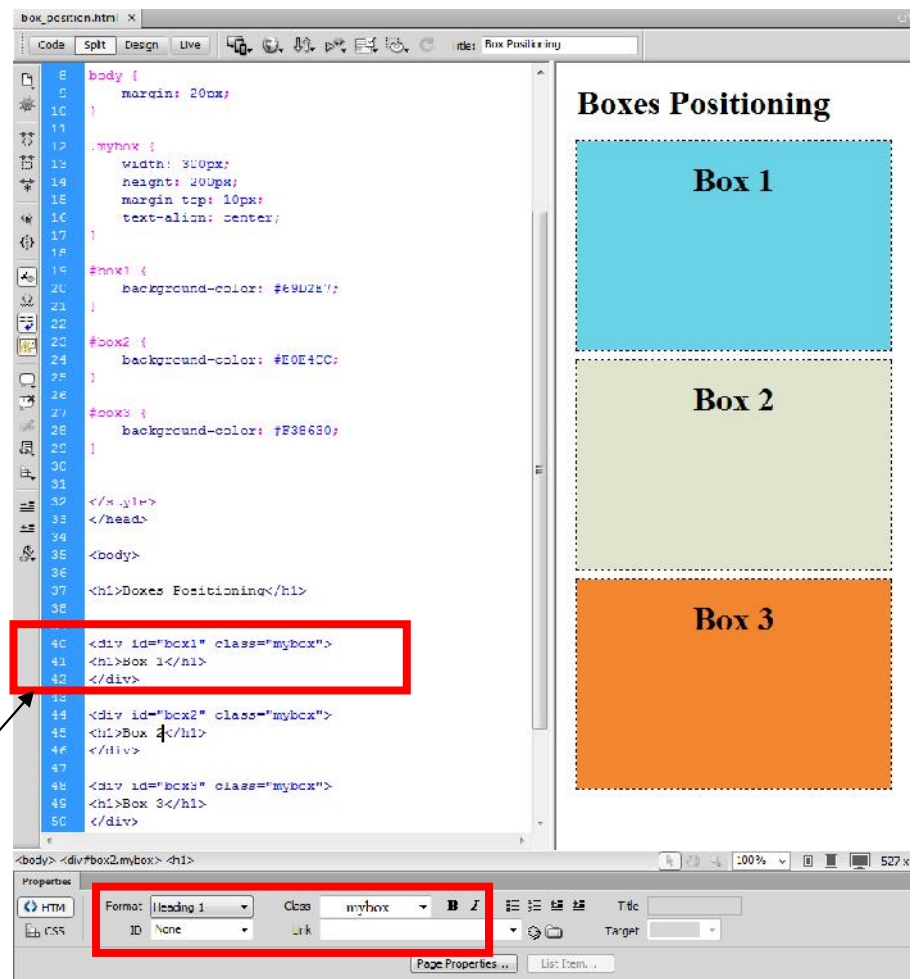 box_position.html ×
Code Split Design Live Title: Box Positioning
8 body {
9 margin: 20px;
10 }
11
12 .mybox {
13 width: 300px;
14 height: 200px;
15 margin-top: 10px;
16 text-align: center;
17 }
18
19 #box1 {
20 background-color: #69D2E7;
21 }
22
23 #box2 {
24 background-color: #E0E4CC;
25 }
26
27 #box3 {
28 background-color: #F38630;
29 }
30
31
32 </style>
33 </head>
34
35 <body>
36
37 <h1>Boxes Positioning</h1>
38
40 <div id="box1" class="mybox">
41 <h1>Box 1</h1>
42 </div>
43
44 <div id="box2" class="mybox">
45 <h1>Box 2</h1>
46 </div>
47
48 <div id="box3" class="mybox">
49 <h1>Box 3</h1>
50 </div>
Boxes Positioning
Box 1
Box 2
Box 3
<body> <div#box2.mybox> <h1> 100% 527 x
Properties
<> HTML Format Heading 1 Class mybox B I Title
CSS ID None Link Target
Page Properties... List Item...